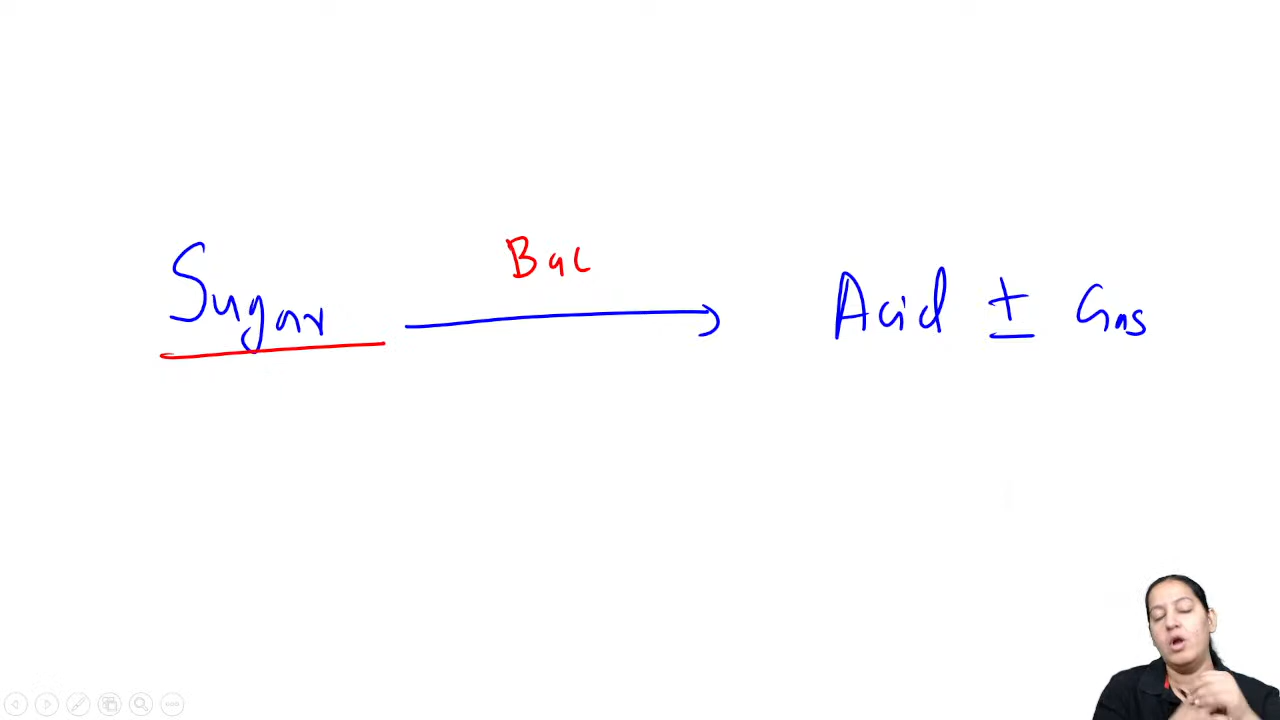 Bac
Sugar → Acid ± Gas